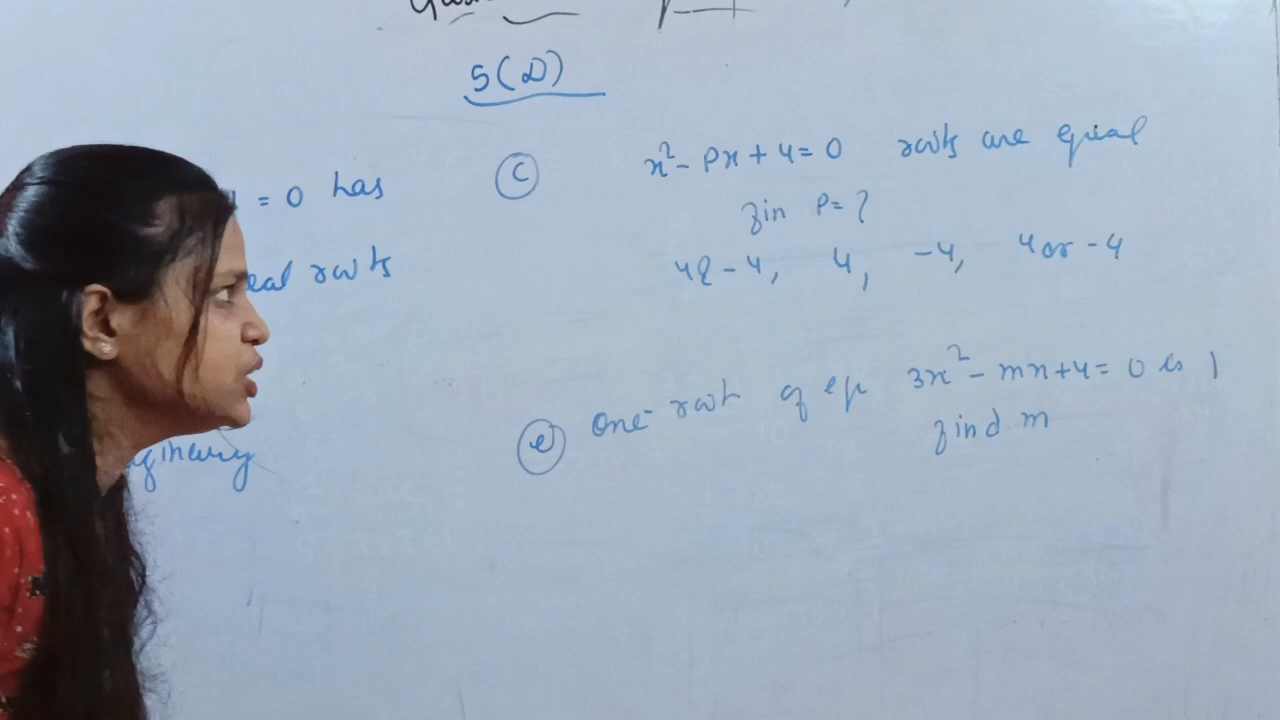 5(D)
= 0 has
eal roots
ginary
(c) x² - px + 4 = 0 roots are equal
fin P = ?
4 & -4, 4, -4, 4 or -4
(e) One root of eq 3x² - mx + 4 = 0 is 1
find m